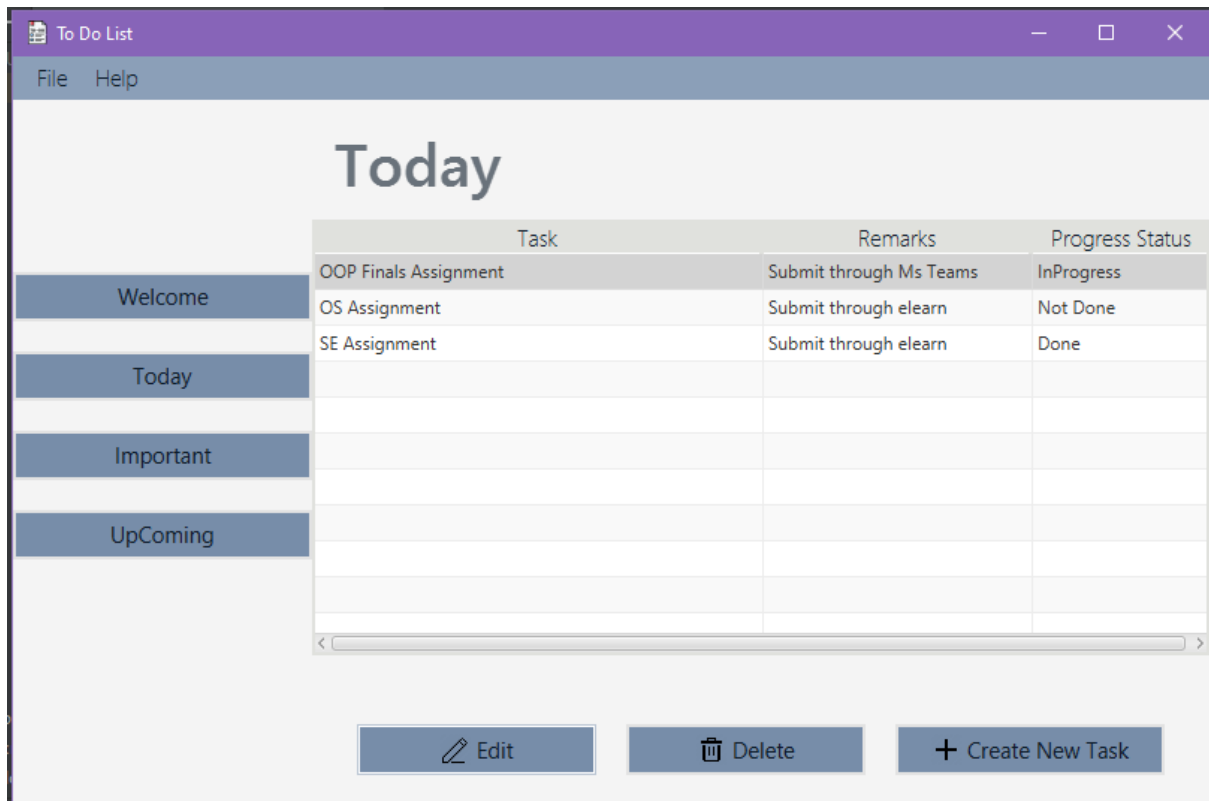 To Do List
File Help
Today
Task Remarks Progress Status
OOP Finals Assignment Submit through Ms Teams InProgress
OS Assignment Submit through elearn Not Done
SE Assignment Submit through elearn Done
Welcome
Today
Important
UpComing
Edit Delete Create New Task